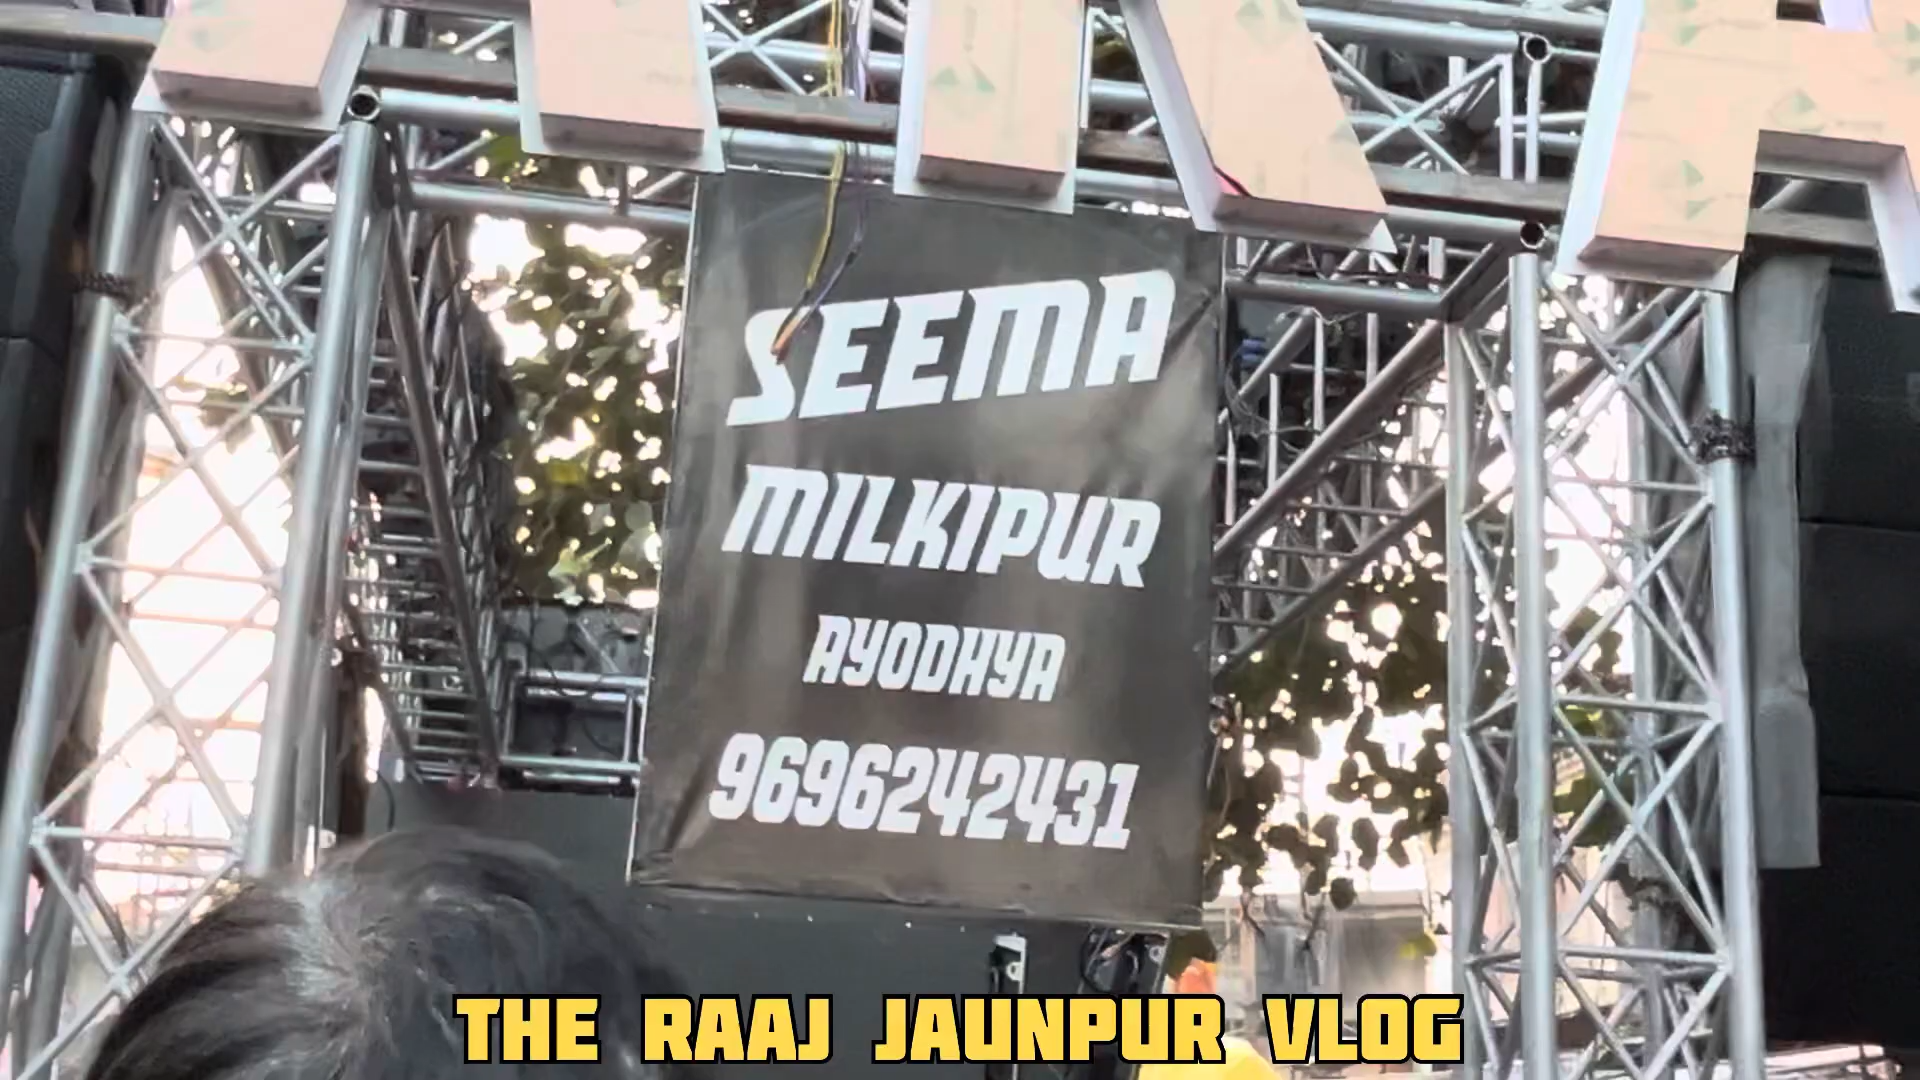 SEEMA
MILKIPUR
AYODHYA
9696242431
THE RAAJ JAUNPUR VLOG